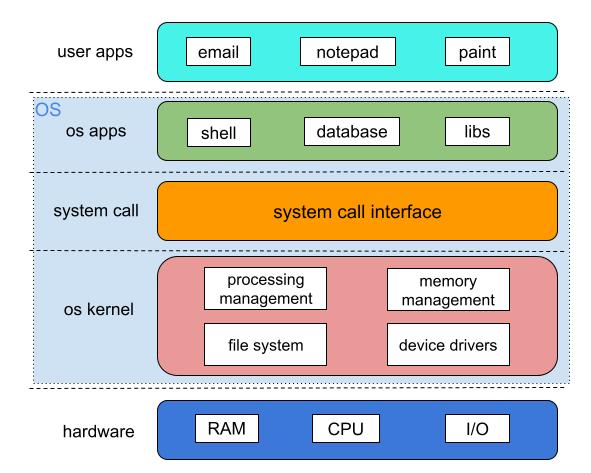 user apps
email
notepad
paint
OS
os apps
shell
database
libs
system call
system call interface
os kernel
processing
management
memory
management
file system
device drivers
hardware
RAM
CPU
I/O